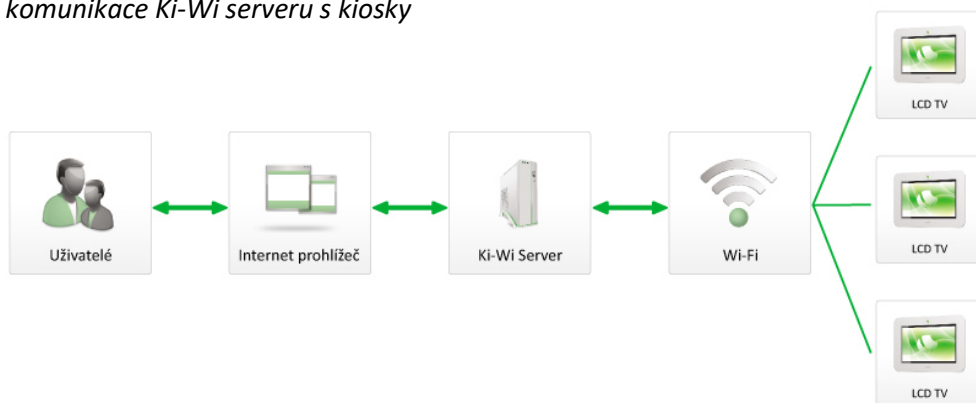 komunikace Ki-Wi serveru s kiosky
LCD TV
Uživatelé
Internet prohlížeč
Ki-Wi Server
Wi-Fi
LCD TV
LCD TV